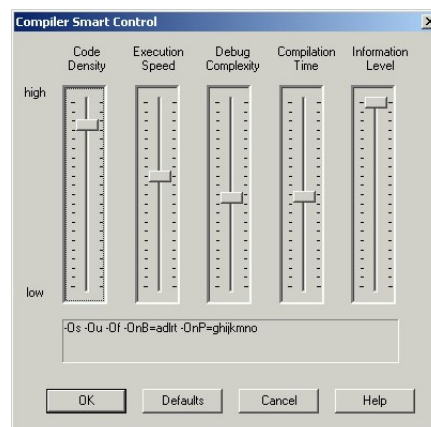 Compiler Smart Control
Code Density
Execution Speed
Debug Complexity
Compilation Time
Information Level
high
low
-Os -Ou -Of -OnB=adlrt -OnP=ghijkmno
OK Defaults Cancel Help